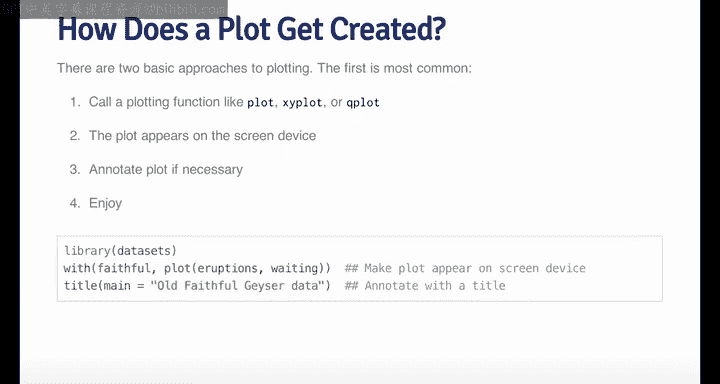 How Does a Plot Get Created?
There are two basic approaches to plotting. The first is most common:
1. Call a plotting function like plot, xyplot, or qplot
2. The plot appears on the screen device
3. Annotate plot if necessary
4. Enjoy
library(datasets)
with(faithful, plot(eruptions, waiting))  ## Make plot appear on screen device
title(main = "Old Faithful Geyser data")  ## Annotate with a title